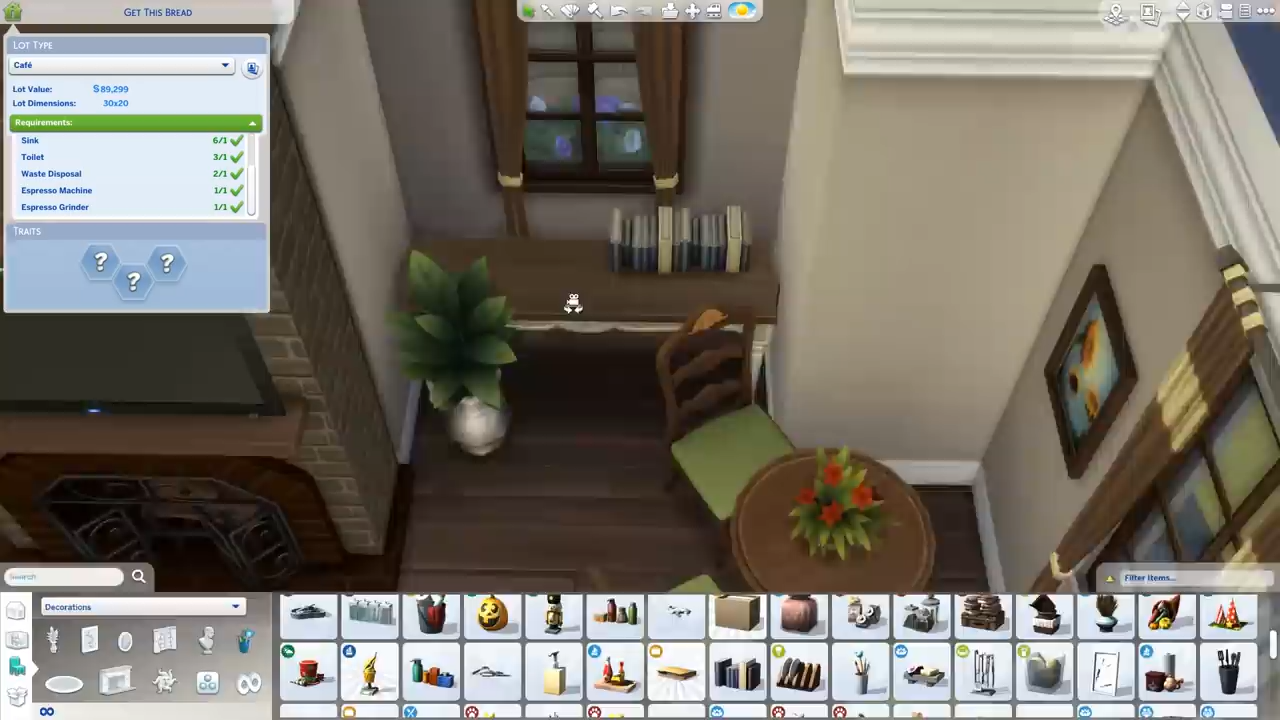 GET THIS BREAD
LOT TYPE
Café
Lot Value: §89,299
Lot Dimensions: 30x20
Requirements:
Sink 6/1
Toilet 3/1
Waste Disposal 2/1
Espresso Machine 1/1
Espresso Grinder 1/1
TRAITS
? ? ?
Search
Filter Items...
Decorations